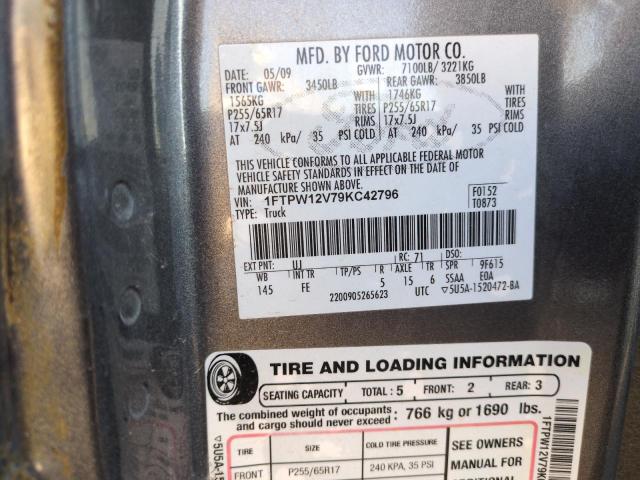 MFD. BY FORD MOTOR CO.
DATE: 05/09 GVWR: 7100LB/ 3221KG
FRONT GAWR: 3450LB REAR GAWR: 3850LB
1565KG WITH 1746KG WITH
P255/65R17 TIRES P255/65R17 TIRES
17x7.5J RIMS 17x7.5J RIMS
AT 240 kPa/ 35 PSI COLD AT 240 kPa/ 35 PSI COLD
THIS VEHICLE CONFORMS TO ALL APPLICABLE FEDERAL MOTOR
VEHICLE SAFETY STANDARDS IN EFFECT ON THE DATE OF
MANUFACTURE SHOWN ABOVE.
VIN: 1FTPW12V79KC42796 F0152
TYPE: Truck T0873
EXT PNT: UJ RC: 71 DSO:
WB INT TR TP/PS R AXLE TR SPR 9F615
145 FE 5 15 6 SSAA E0A
2200905265623 UTC ▽5U5A-1520472-BA
TIRE AND LOADING INFORMATION
SEATING CAPACITY TOTAL: 5 FRONT: 2 REAR: 3
The combined weight of occupants
and cargo should never exceed: 766 kg or 1690 lbs.
TIRE SIZE COLD TIRE PRESSURE
FRONT P255/65R17 240 KPA, 35 PSI
SEE OWNERS
MANUAL FOR
ADDITIONAL
▽5U5A-15
1FTPW12V79K